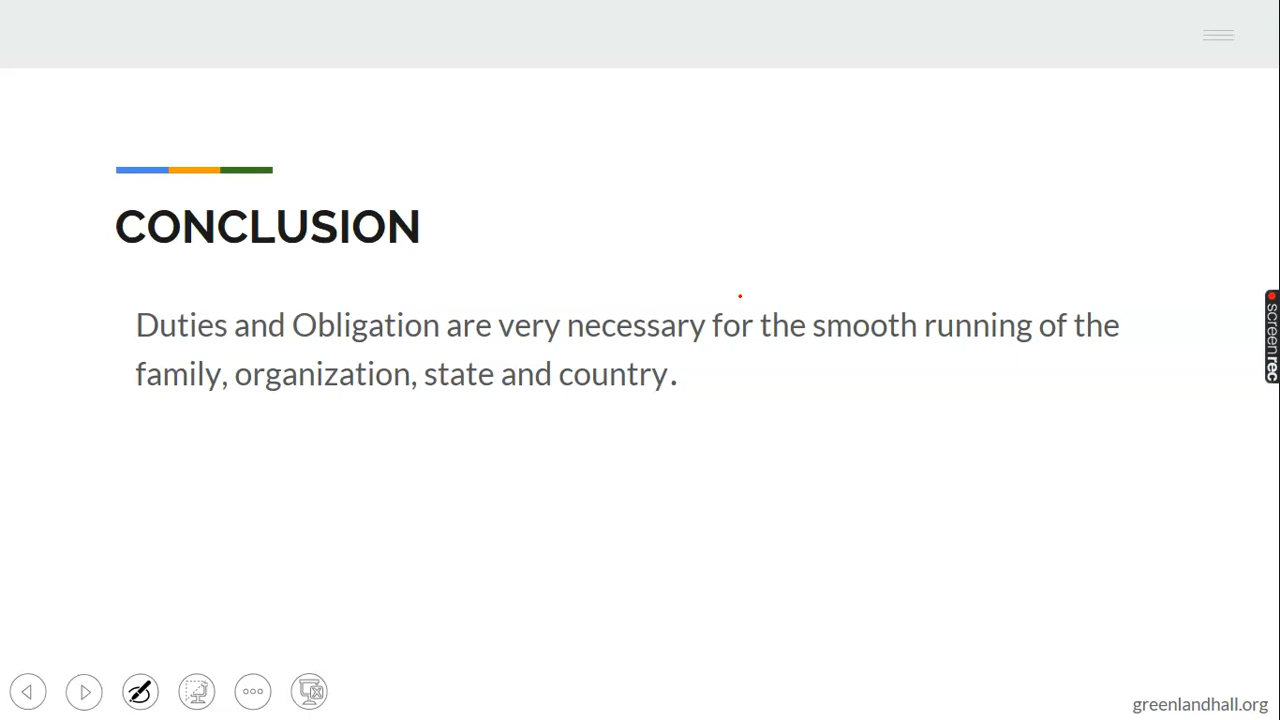 CONCLUSION
Duties and Obligation are very necessary for the smooth running of the
family, organization, state and country.
screenrec
greenlandhall.org